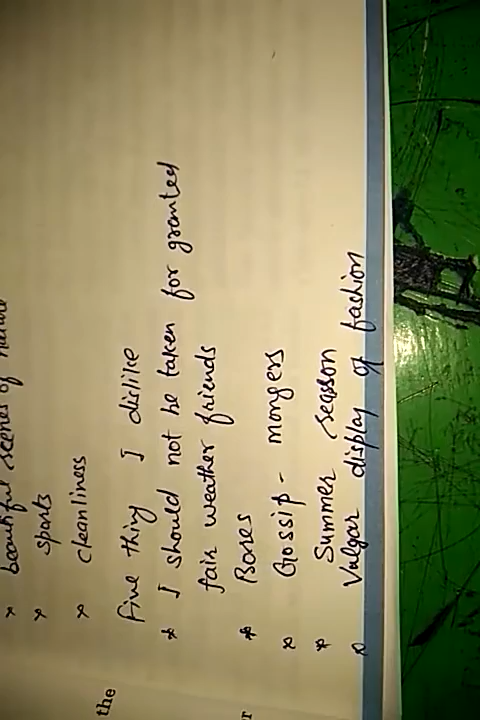 beautiful scenes of nature
* sports
* cleanliness
Five thing I dislike
* I should not be taken for granted
fair weather friends
* Bores
* Gossip - mongers
* Summer season
* Vulgar display of fashion
the